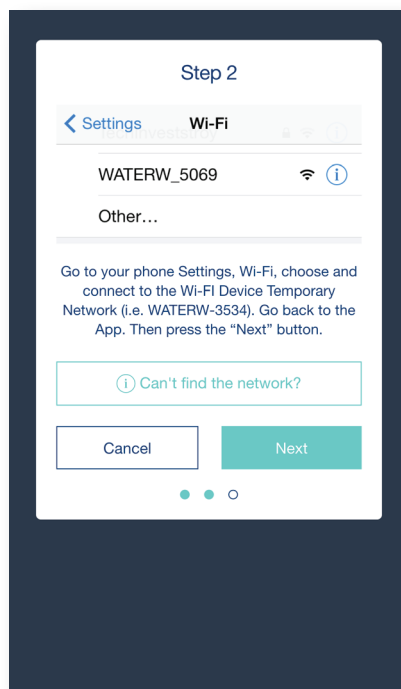 Step 2
Settings
Wi-Fi
WATERW_5069
Other...
Go to your phone Settings, Wi-Fi, choose and
connect to the Wi-FI Device Temporary
Network (i.e. WATERW-3534). Go back to the
App. Then press the “Next” button.
Can't find the network?
Cancel
Next